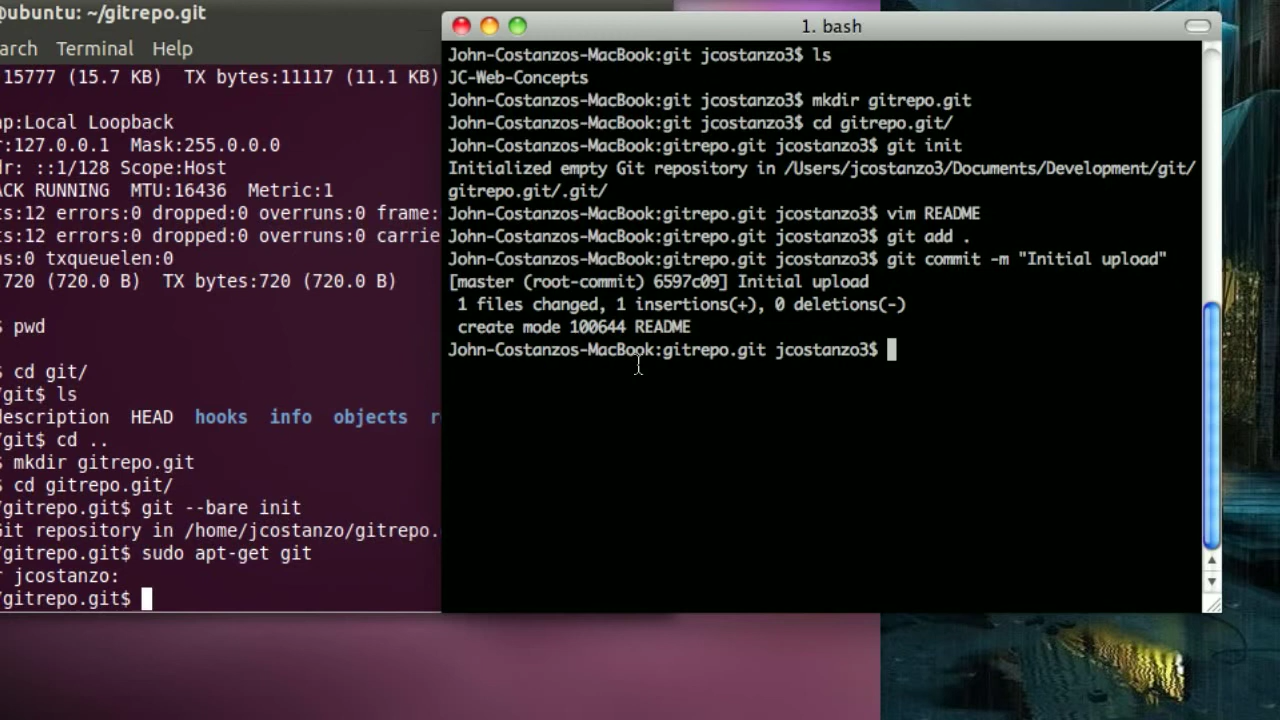 @ubuntu: ~/gitrepo.git
arch Terminal Help
15777 (15.7 KB) TX bytes:11117 (11.1 KB)
ap:Local Loopback
r:127.0.0.1 Mask:255.0.0.0
dr: ::1/128 Scope:Host
ACK RUNNING MTU:16436 Metric:1
ts:12 errors:0 dropped:0 overruns:0 frame:
ts:12 errors:0 dropped:0 overruns:0 carrie
ns:0 txqueuelen:0
720 (720.0 B) TX bytes:720 (720.0 B)
$ pwd
$ cd git/
/git$ ls
description HEAD hooks info objects r
/git$ cd ..
$ mkdir gitrepo.git
$ cd gitrepo.git/
/gitrepo.git$ git --bare init
Git repository in /home/jcostanzo/gitrepo.
/gitrepo.git$ sudo apt-get git
r jcostanzo:
/gitrepo.git$
1. bash
John-Costanzos-MacBook:git jcostanzo3$ ls
JC-Web-Concepts
John-Costanzos-MacBook:git jcostanzo3$ mkdir gitrepo.git
John-Costanzos-MacBook:git jcostanzo3$ cd gitrepo.git/
John-Costanzos-MacBook:gitrepo.git jcostanzo3$ git init
Initialized empty Git repository in /Users/jcostanzo3/Documents/Development/git/
gitrepo.git/.git/
John-Costanzos-MacBook:gitrepo.git jcostanzo3$ vim README
John-Costanzos-MacBook:gitrepo.git jcostanzo3$ git add .
John-Costanzos-MacBook:gitrepo.git jcostanzo3$ git commit -m "Initial upload"
[master (root-commit) 6597c09] Initial upload
1 files changed, 1 insertions(+), 0 deletions(-)
create mode 100644 README
John-Costanzos-MacBook:gitrepo.git jcostanzo3$